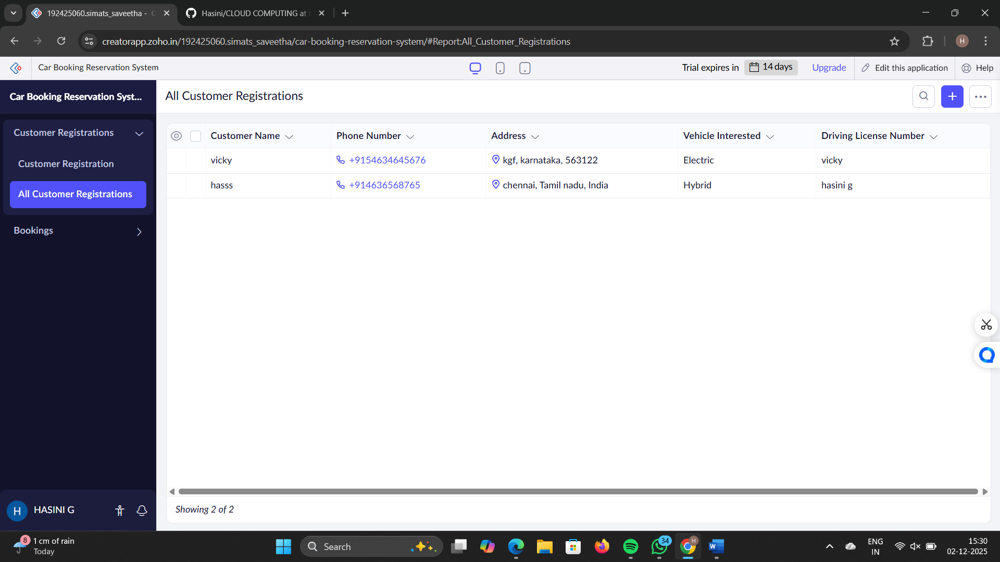 192425060.simats_saveetha -
Hasini/CLOUD COMPUTING at
creatorapp.zoho.in/192425060.simats_saveetha/car-booking-reservation-system/#Report:All_Customer_Registrations
H
Car Booking Reservation System
Trial expires in 14 days Upgrade Edit this application Help
Car Booking Reservation Syst...
All Customer Registrations
Customer Registrations
Customer Registration
All Customer Registrations
Bookings
Customer Name Phone Number Address Vehicle Interested Driving License Number
vicky +9154634645676 kgf, karnataka, 563122 Electric vicky
hasss +914636568765 chennai, Tamil nadu, India Hybrid hasini g
Showing 2 of 2
H HASINI G
8
1 cm of rain
Today
Search
34
H
W
ENG
IN
15:30
02-12-2025